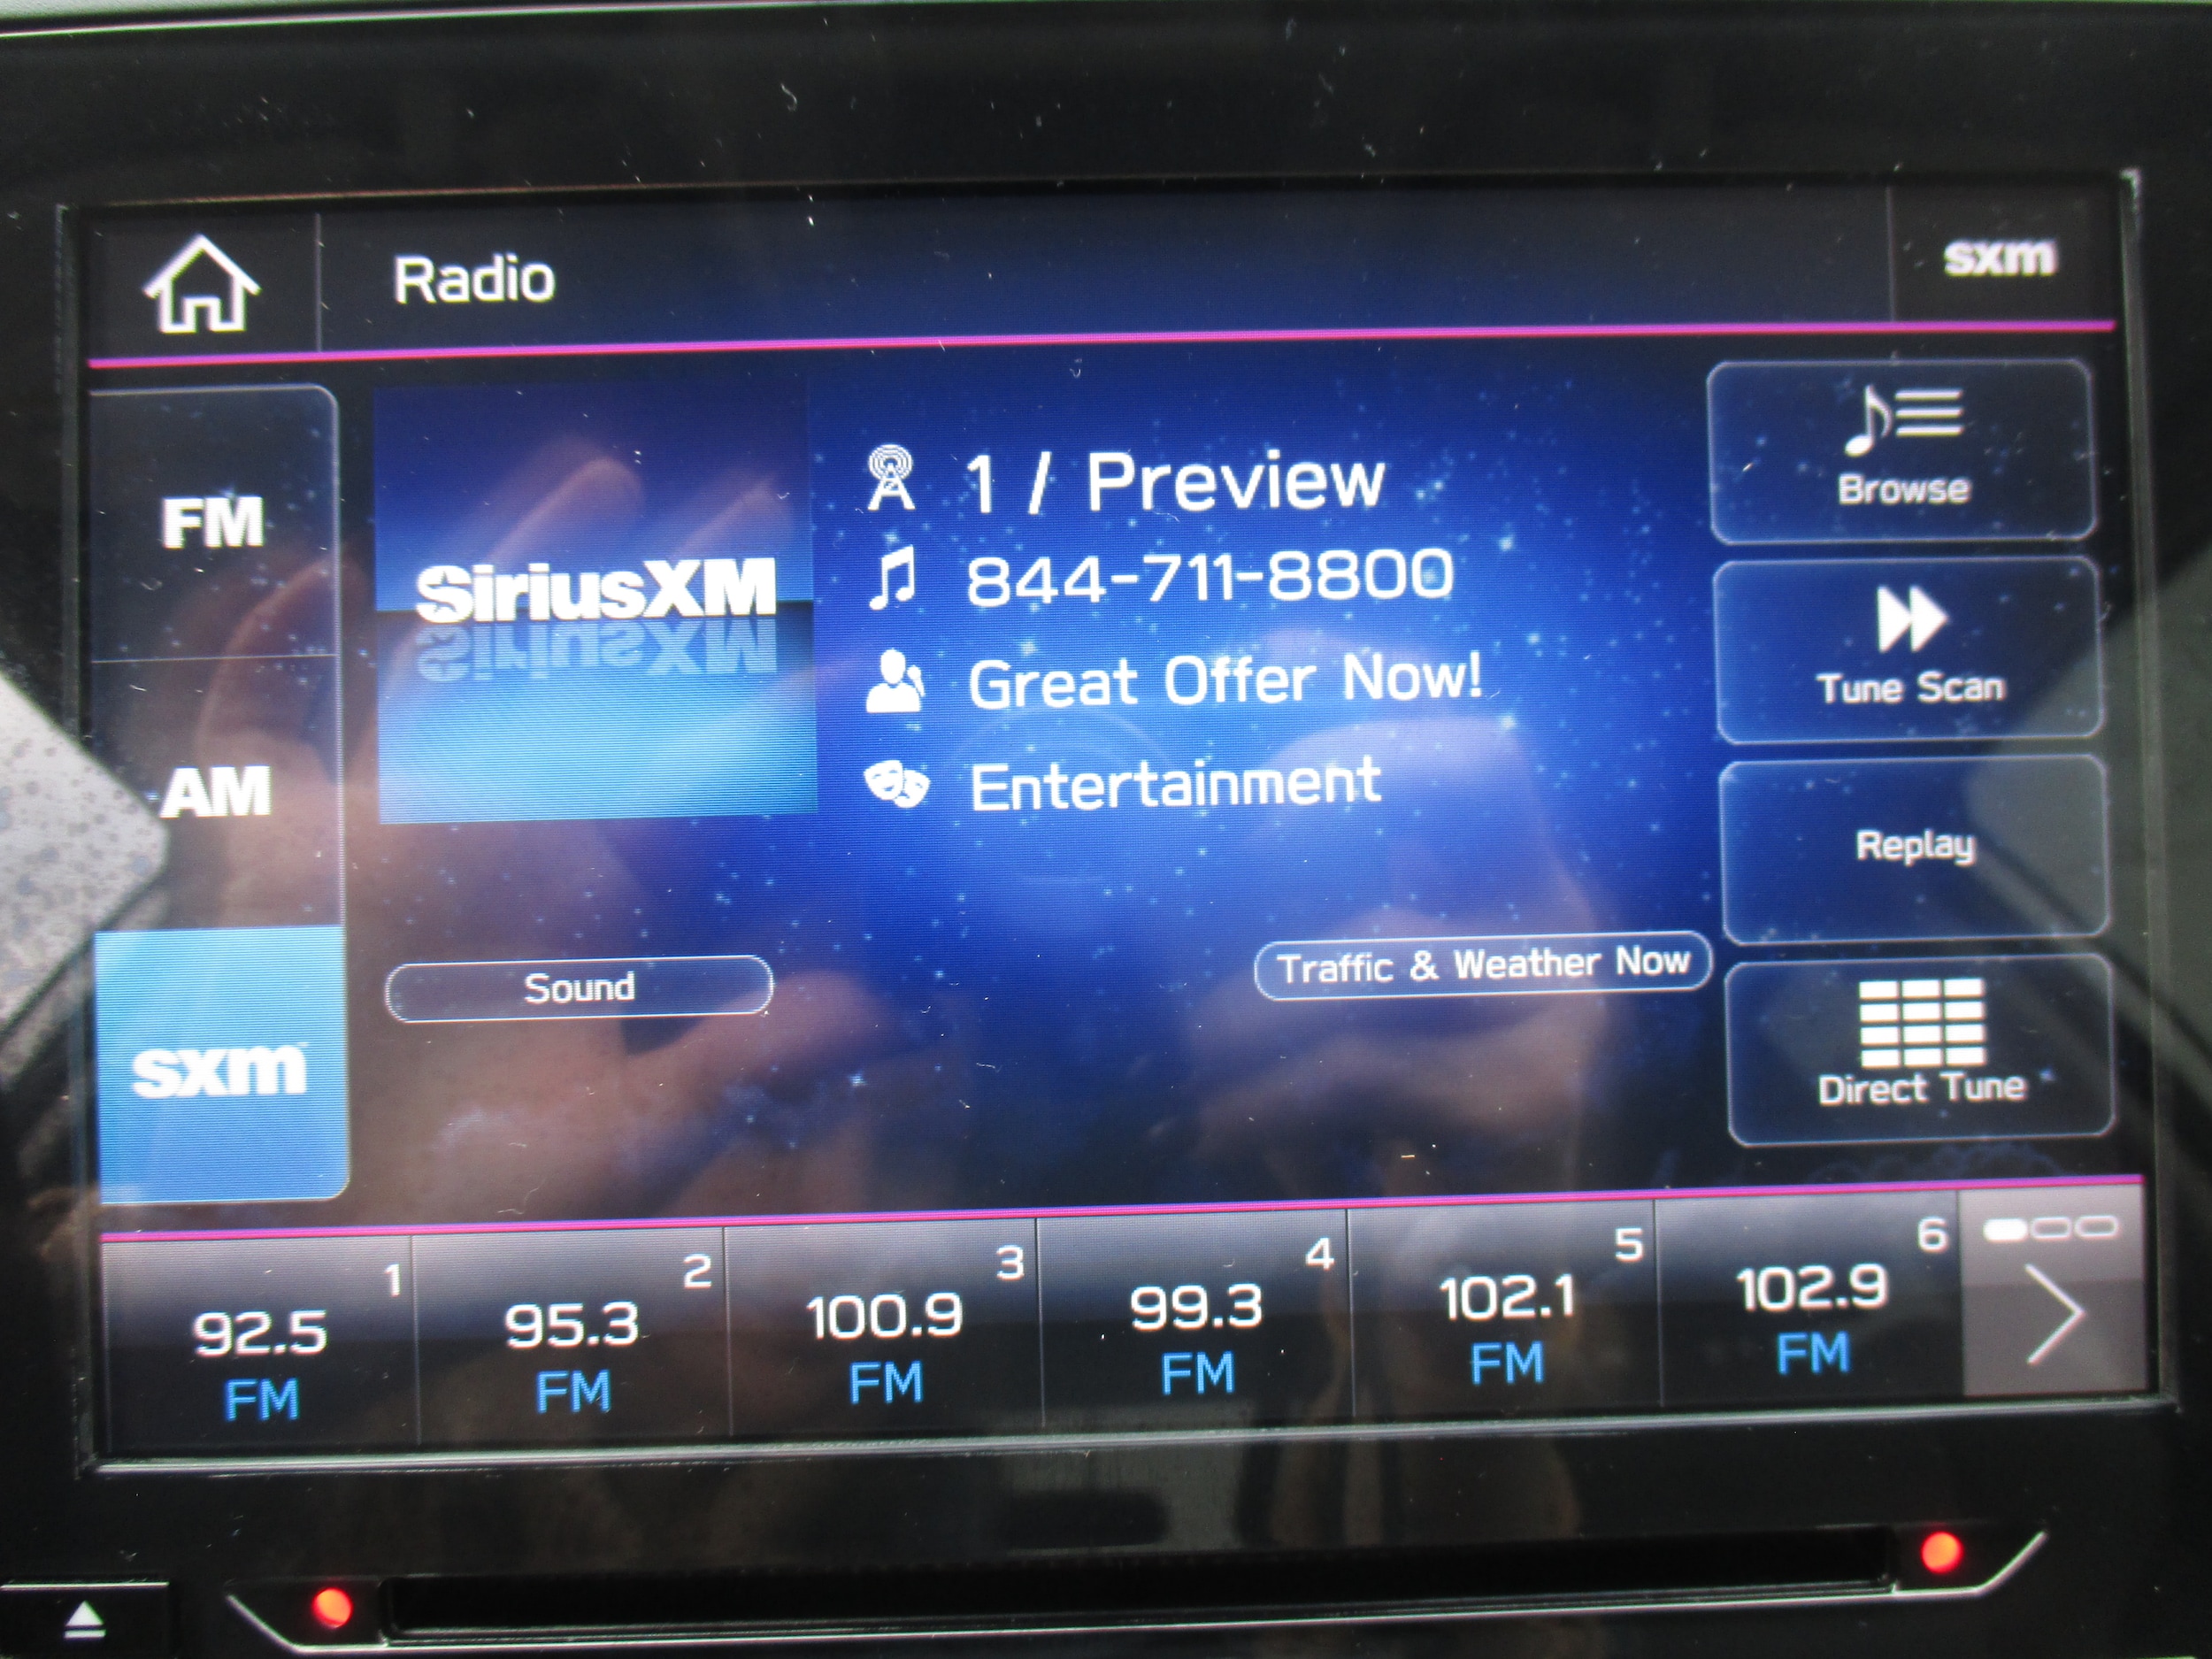 Radio
sxm
FM
AM
sxm
SiriusXM
1 / Preview
844-711-8800
Great Offer Now!
Entertainment
Sound
Traffic & Weather Now
Browse
Tune Scan
Replay
Direct Tune
1
92.5
FM
2
95.3
FM
3
100.9
FM
4
99.3
FM
5
102.1
FM
6
102.9
FM